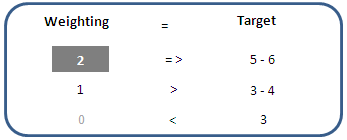 Weighting = Target
2 => 5 - 6
1 > 3 - 4
0 < 3